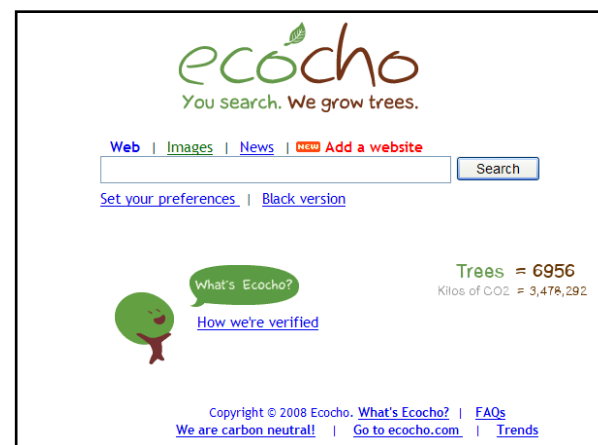 ecocho
You search. We grow trees.
Web | Images | News | NEW Add a website
Search
Set your preferences | Black version
Trees = 6956
What's Ecocho?
Kilos of CO2 = 3,478,292
How we're verified
Copyright © 2008 Ecocho. What's Ecocho? | FAQs
We are carbon neutral! | Go to ecocho.com | Trends